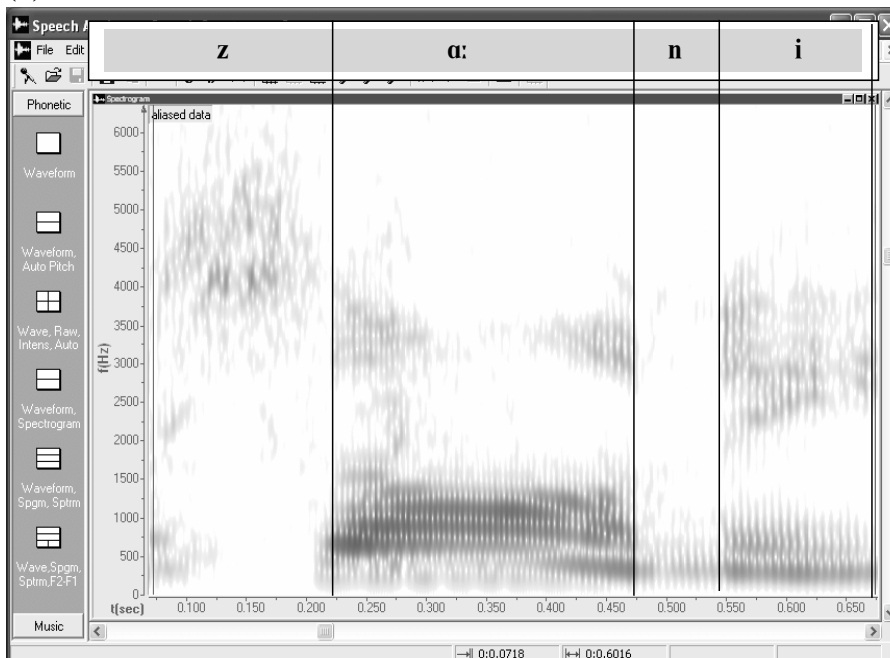 Speech A
z ɑː n i
File Edit
Phonetic
Waveform
Waveform, Auto Pitch
Wave, Raw, Intens, Auto
Waveform, Spectrogram
Waveform, Spgm, Sptrm
Wave,Spgm, Sptrm,F2-F1
Music
Spectrogram
aliased data
f(Hz)
6000
5500
5000
4500
4000
3500
3000
2500
2000
1500
1000
500
0
t(sec) 0.100 0.150 0.200 0.250 0.300 0.350 0.400 0.450 0.500 0.550 0.600 0.650
0:0.0718 0:0.6016